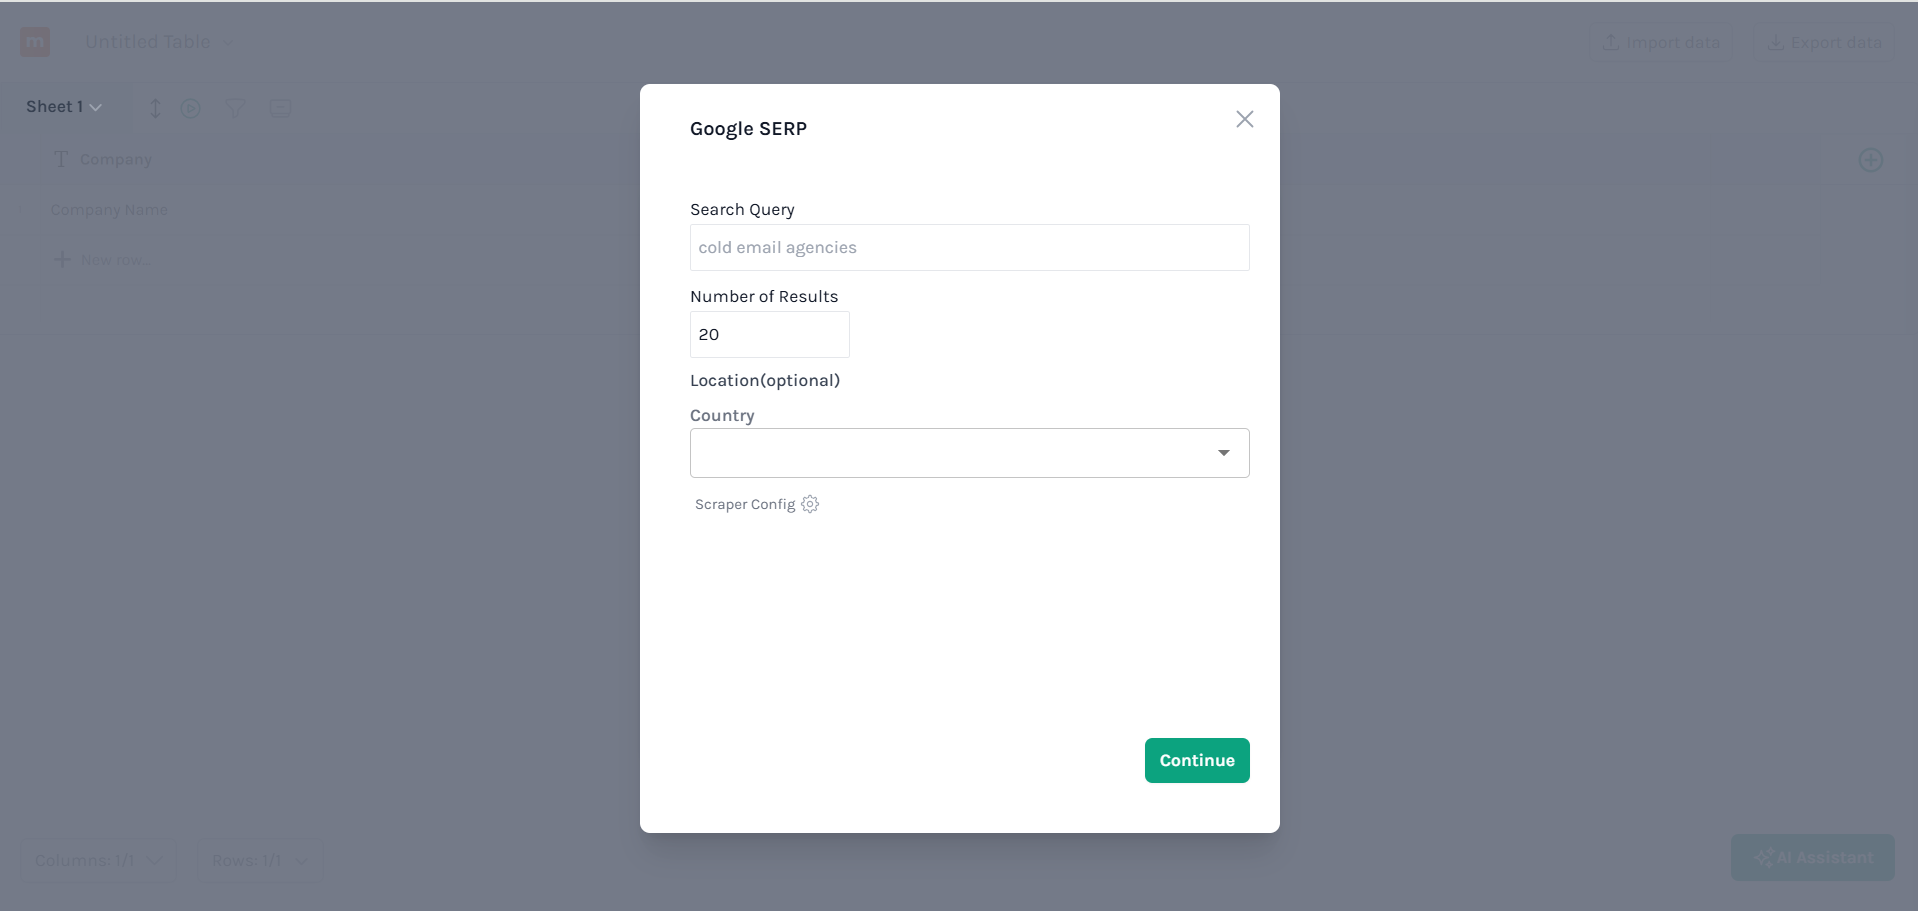 m
Untitled Table
Import data
Export data
Sheet 1
Google SERP
T Company
Company Name
New row...
Search Query
cold email agencies
Number of Results
20
Location(optional)
Country
Scraper Config
Continue
Columns: 1/1
Rows: 1/1
AI Assistant